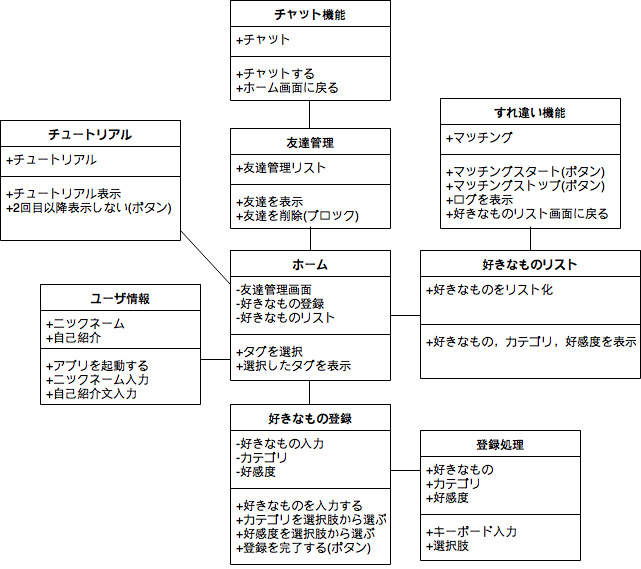 チャット機能
+チャット
+チャットする
+ホーム画面に戻る
すれ違い機能
+マッチング
+マッチングスタート(ボタン)
+マッチングストップ(ボタン)
+ログを表示
+好きなものリスト画面に戻る
チュートリアル
+チュートリアル
+チュートリアル表示
+2回目以降表示しない(ボタン)
友達管理
+友達管理リスト
+友達を表示
+友達を削除(ブロック)
ホーム
-友達管理画面
-好きなもの登録
-好きなものリスト
+タグを選択
+選択したタグを表示
好きなものリスト
+好きなものをリスト化
+好きなもの，カテゴリ，好感度を表示
ユーザ情報
+ニックネーム
+自己紹介
+アプリを起動する
+ニックネーム入力
+自己紹介文入力
好きなもの登録
-好きなもの入力
-カテゴリ
-好感度
+好きなものを入力する
+カテゴリを選択肢から選ぶ
+好感度を選択肢から選ぶ
+登録を完了する(ボタン)
登録処理
+好きなもの
+カテゴリ
+好感度
+キーボード入力
+選択肢